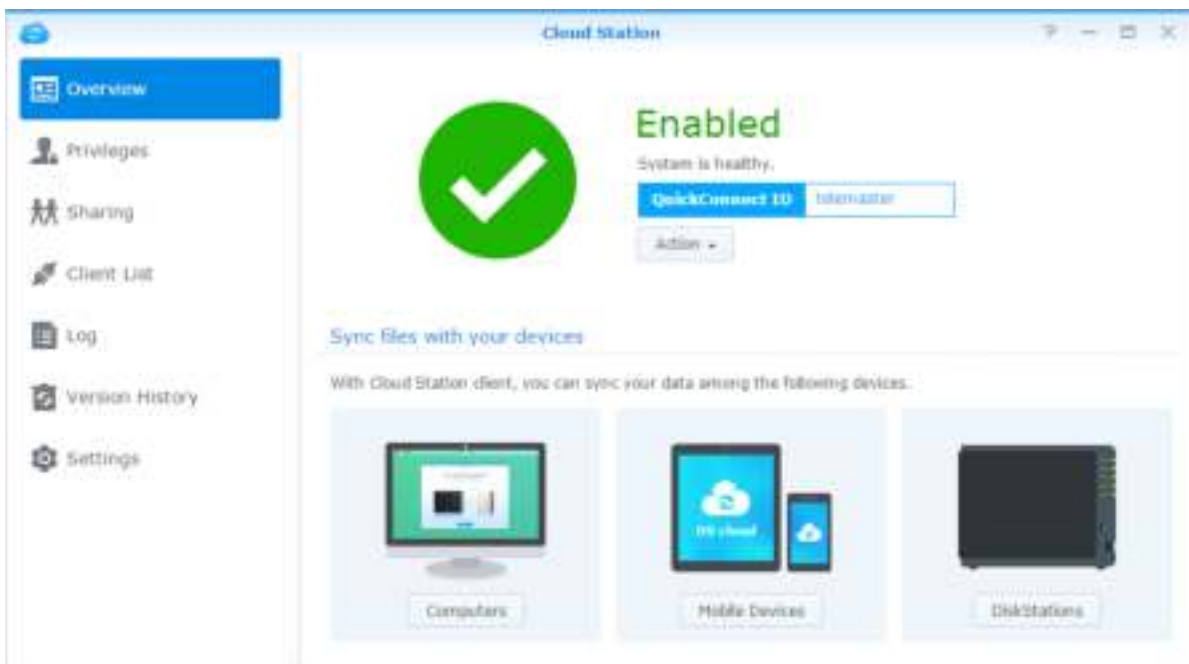 Cloud Station
Overview
Privileges
Sharing
Client List
Log
Version History
Settings
Enabled
System is healthy.
QuickConnect ID
Action
Sync files with your devices
With Cloud Station client, you can sync your data among the following devices.
DS cloud
Computers
Mobile Devices
DiskStations